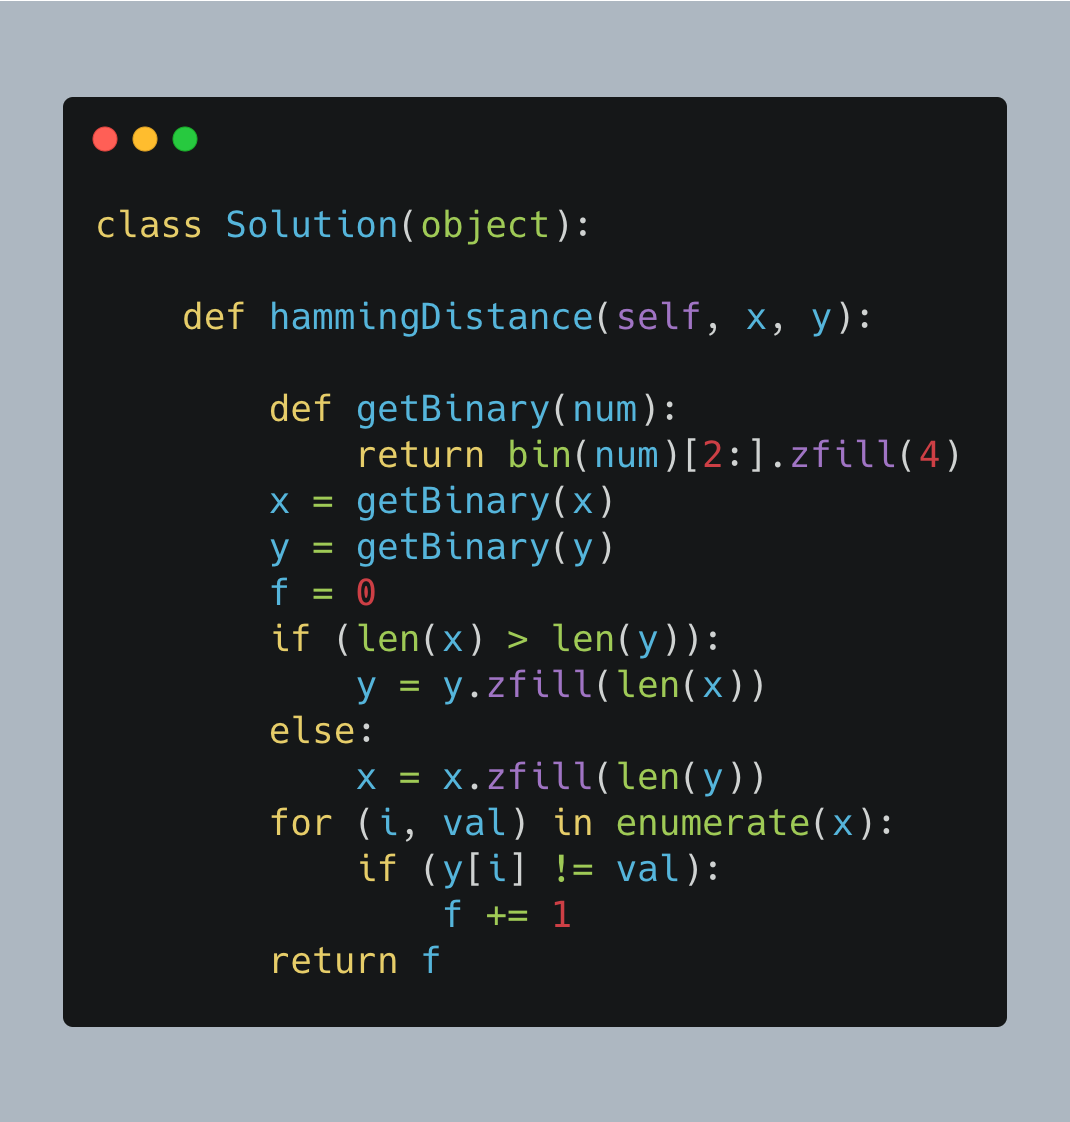 class Solution(object):

    def hammingDistance(self, x, y):

        def getBinary(num):
            return bin(num)[2:].zfill(4)
        x = getBinary(x)
        y = getBinary(y)
        f = 0
        if (len(x) > len(y)):
            y = y.zfill(len(x))
        else:
            x = x.zfill(len(y))
        for (i, val) in enumerate(x):
            if (y[i] != val):
                f += 1
        return f